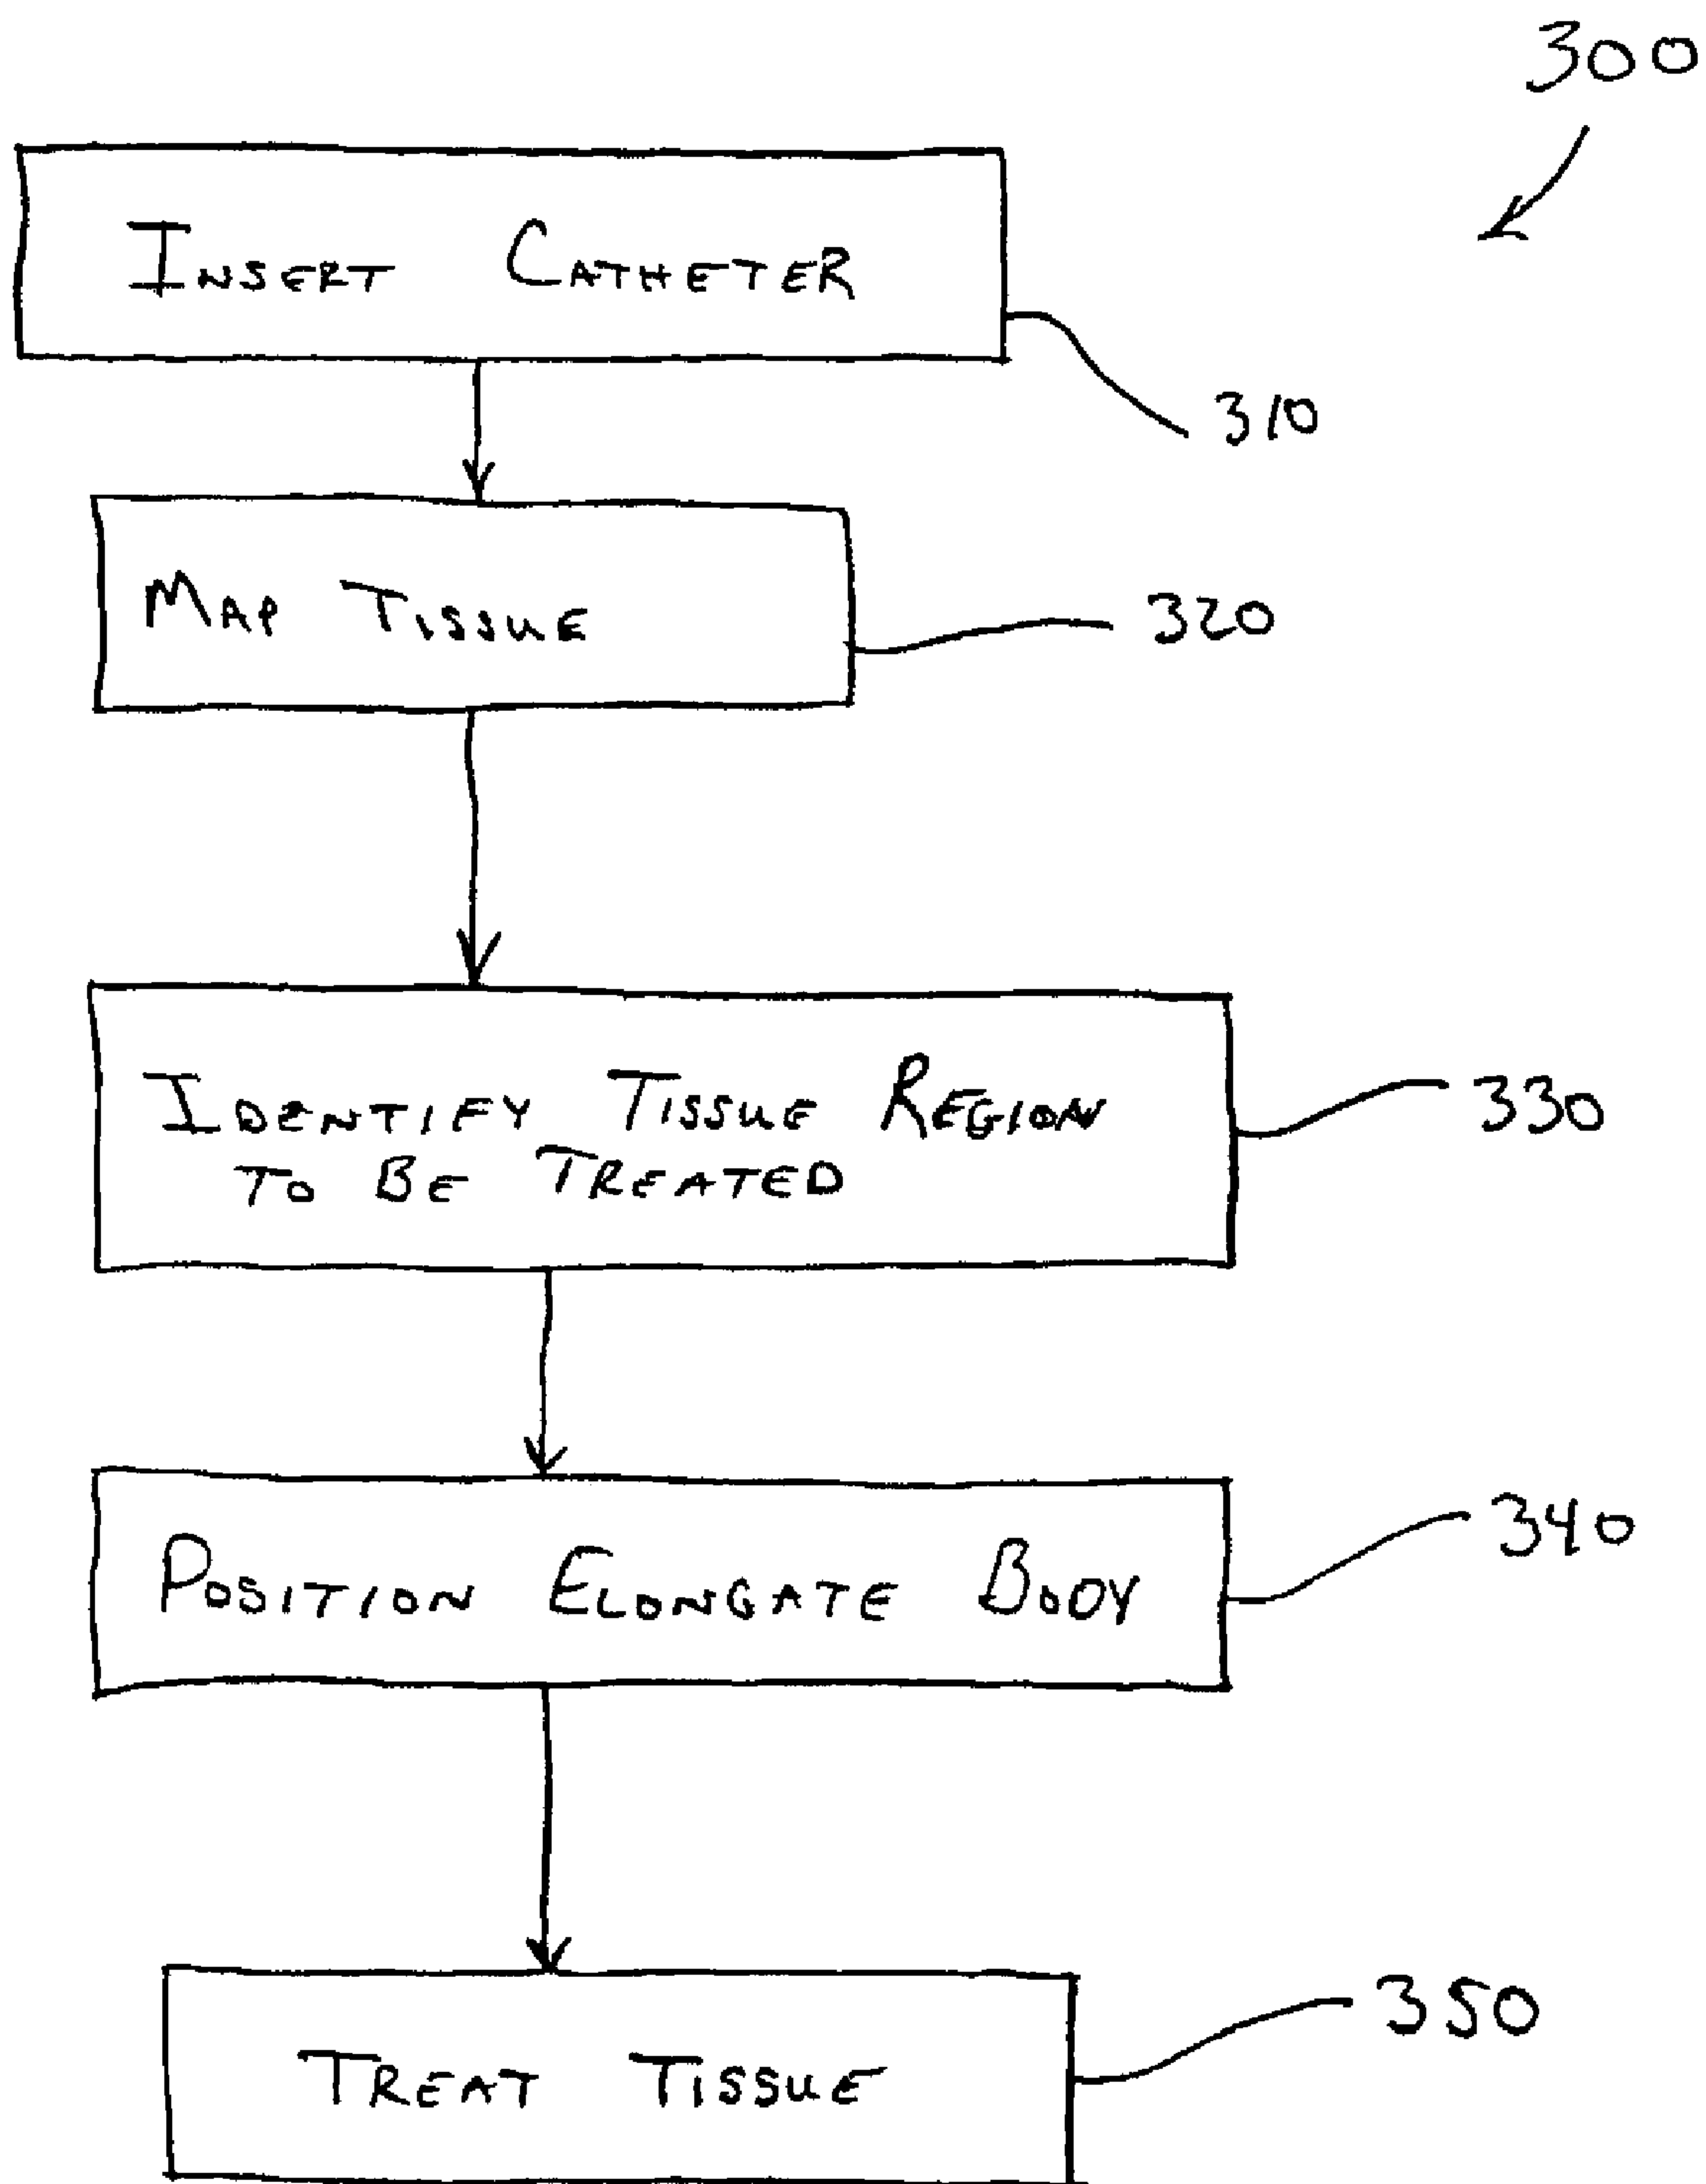 300
INSERT CATHETER
310
MAP TISSUE
320
IDENTIFY TISSUE REGION
TO BE TREATED
330
POSITION ELONGATE BODY
340
TREAT TISSUE
350